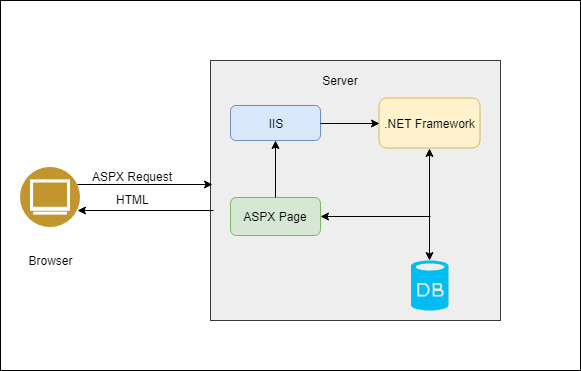 Server
IIS
.NET Framework
ASPX Request
HTML
ASPX Page
Browser
DB